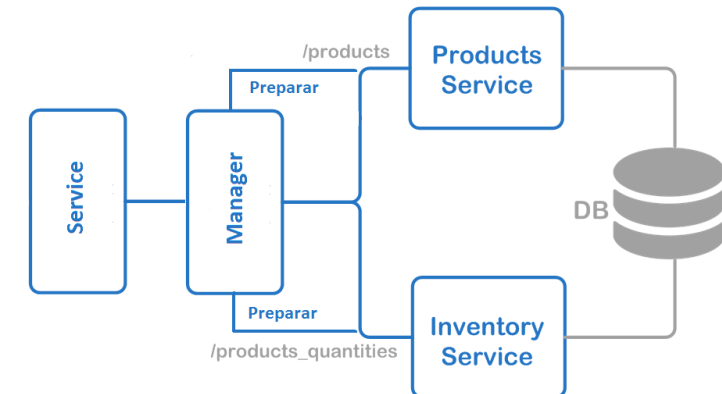 /products
Products
Service
Preparar
Service
Manager
DB
Preparar
/products_quantities
Inventory
Service